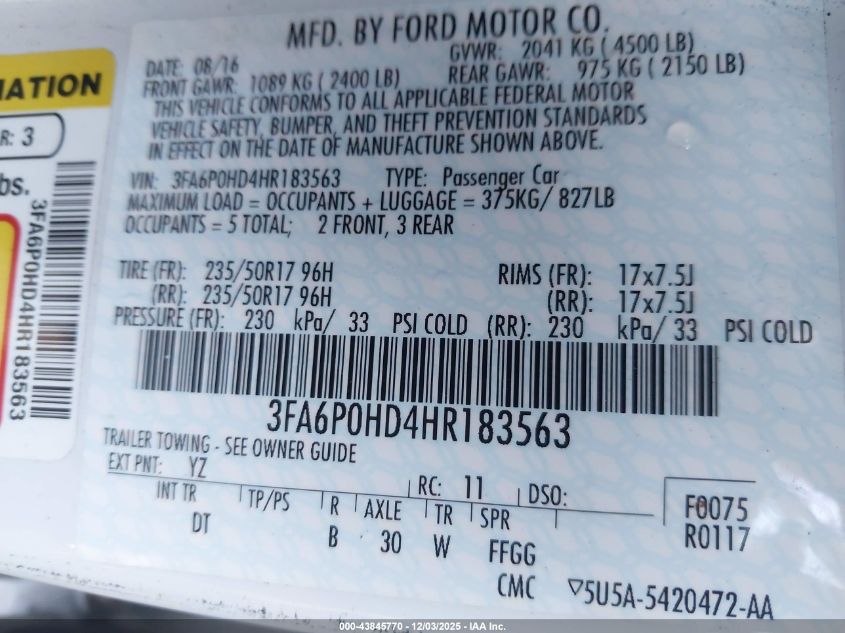 MFD. BY FORD MOTOR CO.
DATE: 08/16 GVWR: 2041 KG ( 4500 LB)
FRONT GAWR: 1089 KG ( 2400 LB) REAR GAWR: 975 KG ( 2150 LB)
THIS VEHICLE CONFORMS TO ALL APPLICABLE FEDERAL MOTOR
VEHICLE SAFETY, BUMPER, AND THEFT PREVENTION STANDARDS
IN EFFECT ON THE DATE OF MANUFACTURE SHOWN ABOVE.
VIN: 3FA6P0HD4HR183563 TYPE: Passenger Car
MAXIMUM LOAD = OCCUPANTS + LUGGAGE = 375KG/ 827LB
OCCUPANTS = 5 TOTAL; 2 FRONT, 3 REAR
TIRE (FR): 235/50R17 96H RIMS (FR): 17x7.5J
(RR): 235/50R17 96H (RR): 17x7.5J
PRESSURE (FR): 230 kPa/ 33 PSI COLD (RR): 230 kPa/ 33 PSI COLD
3FA6P0HD4HR183563
TRAILER TOWING - SEE OWNER GUIDE
EXT PNT: YZ RC: 11 DSO:
INT TR TP/PS R AXLE TR SPR
DT B 30 W FFGG
F0075
R0117
CMC ▽5U5A-5420472-AA
MATION
R: 3
bs.
3FA6P0HD4HR183563
000-43845770 - 12/03/2025 - IAA Inc.